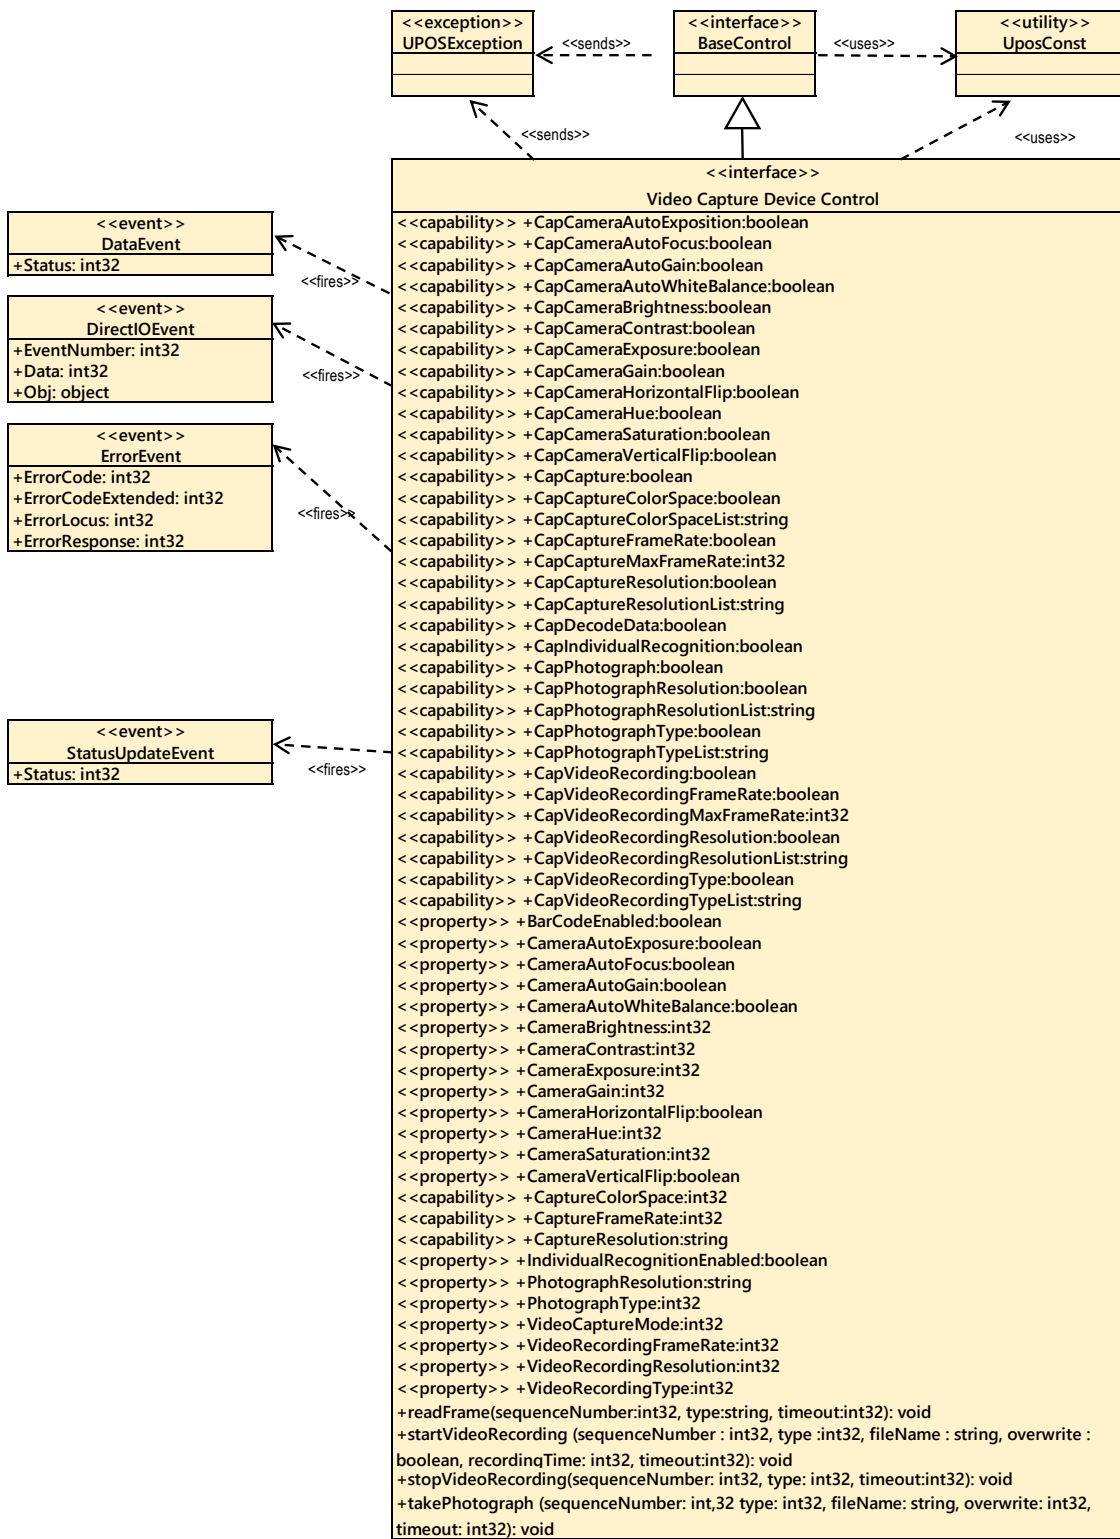 <<exception>>
UPOSException
<<sends>>
<<interface>>
BaseControl
<<uses>>
<<utility>>
UposConst
<<sends>>
<<uses>>
<<interface>>
Video Capture Device Control
<<event>>
DataEvent
+Status: int32
<<fires>>
<<event>>
DirectIOEvent
+EventNumber: int32
+Data: int32
+Obj: object
<<fires>>
<<event>>
ErrorEvent
+ErrorCode: int32
+ErrorCodeExtended: int32
+ErrorLocus: int32
+ErrorResponse: int32
<<fires>>
<<event>>
StatusUpdateEvent
+Status: int32
<<fires>>
<<capability>> +CapCameraAutoExposition:boolean
<<capability>> +CapCameraAutoFocus:boolean
<<capability>> +CapCameraAutoGain:boolean
<<capability>> +CapCameraAutoWhiteBalance:boolean
<<capability>> +CapCameraBrightness:boolean
<<capability>> +CapCameraContrast:boolean
<<capability>> +CapCameraExposure:boolean
<<capability>> +CapCameraGain:boolean
<<capability>> +CapCameraHorizontalFlip:boolean
<<capability>> +CapCameraHue:boolean
<<capability>> +CapCameraSaturation:boolean
<<capability>> +CapCameraVerticalFlip:boolean
<<capability>> +CapCapture:boolean
<<capability>> +CapCaptureColorSpace:boolean
<<capability>> +CapCaptureColorSpaceList:string
<<capability>> +CapCaptureFrameRate:boolean
<<capability>> +CapCaptureMaxFrameRate:int32
<<capability>> +CapCaptureResolution:boolean
<<capability>> +CapCaptureResolutionList:string
<<capability>> +CapDecodeData:boolean
<<capability>> +CapIndividualRecognition:boolean
<<capability>> +CapPhotograph:boolean
<<capability>> +CapPhotographResolution:boolean
<<capability>> +CapPhotographResolutionList:string
<<capability>> +CapPhotographType:boolean
<<capability>> +CapPhotographTypeList:string
<<capability>> +CapVideoRecording:boolean
<<capability>> +CapVideoRecordingFrameRate:boolean
<<capability>> +CapVideoRecordingMaxFrameRate:int32
<<capability>> +CapVideoRecordingResolution:boolean
<<capability>> +CapVideoRecordingResolutionList:string
<<capability>> +CapVideoRecordingType:boolean
<<capability>> +CapVideoRecordingTypeList:string
<<property>> +BarCodeEnabled:boolean
<<property>> +CameraAutoExposure:boolean
<<property>> +CameraAutoFocus:boolean
<<property>> +CameraAutoGain:boolean
<<property>> +CameraAutoWhiteBalance:boolean
<<property>> +CameraBrightness:int32
<<property>> +CameraContrast:int32
<<property>> +CameraExposure:int32
<<property>> +CameraGain:int32
<<property>> +CameraHorizontalFlip:boolean
<<property>> +CameraHue:int32
<<property>> +CameraSaturation:int32
<<property>> +CameraVerticalFlip:boolean
<<capability>> +CaptureColorSpace:int32
<<capability>> +CaptureFrameRate:int32
<<capability>> +CaptureResolution:string
<<property>> +IndividualRecognitionEnabled:boolean
<<property>> +PhotographResolution:string
<<property>> +PhotographType:int32
<<property>> +VideoCaptureMode:int32
<<property>> +VideoRecordingFrameRate:int32
<<property>> +VideoRecordingResolution:int32
<<property>> +VideoRecordingType:int32
+readFrame(sequenceNumber:int32, type:string, timeout:int32): void
+startVideoRecording (sequenceNumber : int32, type :int32, fileName : string, overwrite :
boolean, recordingTime: int32, timeout:int32): void
+stopVideoRecording(sequenceNumber: int32, type: int32, timeout:int32): void
+takePhotograph (sequenceNumber: int,32 type: int32, fileName: string, overwrite: int32,
timeout: int32): void